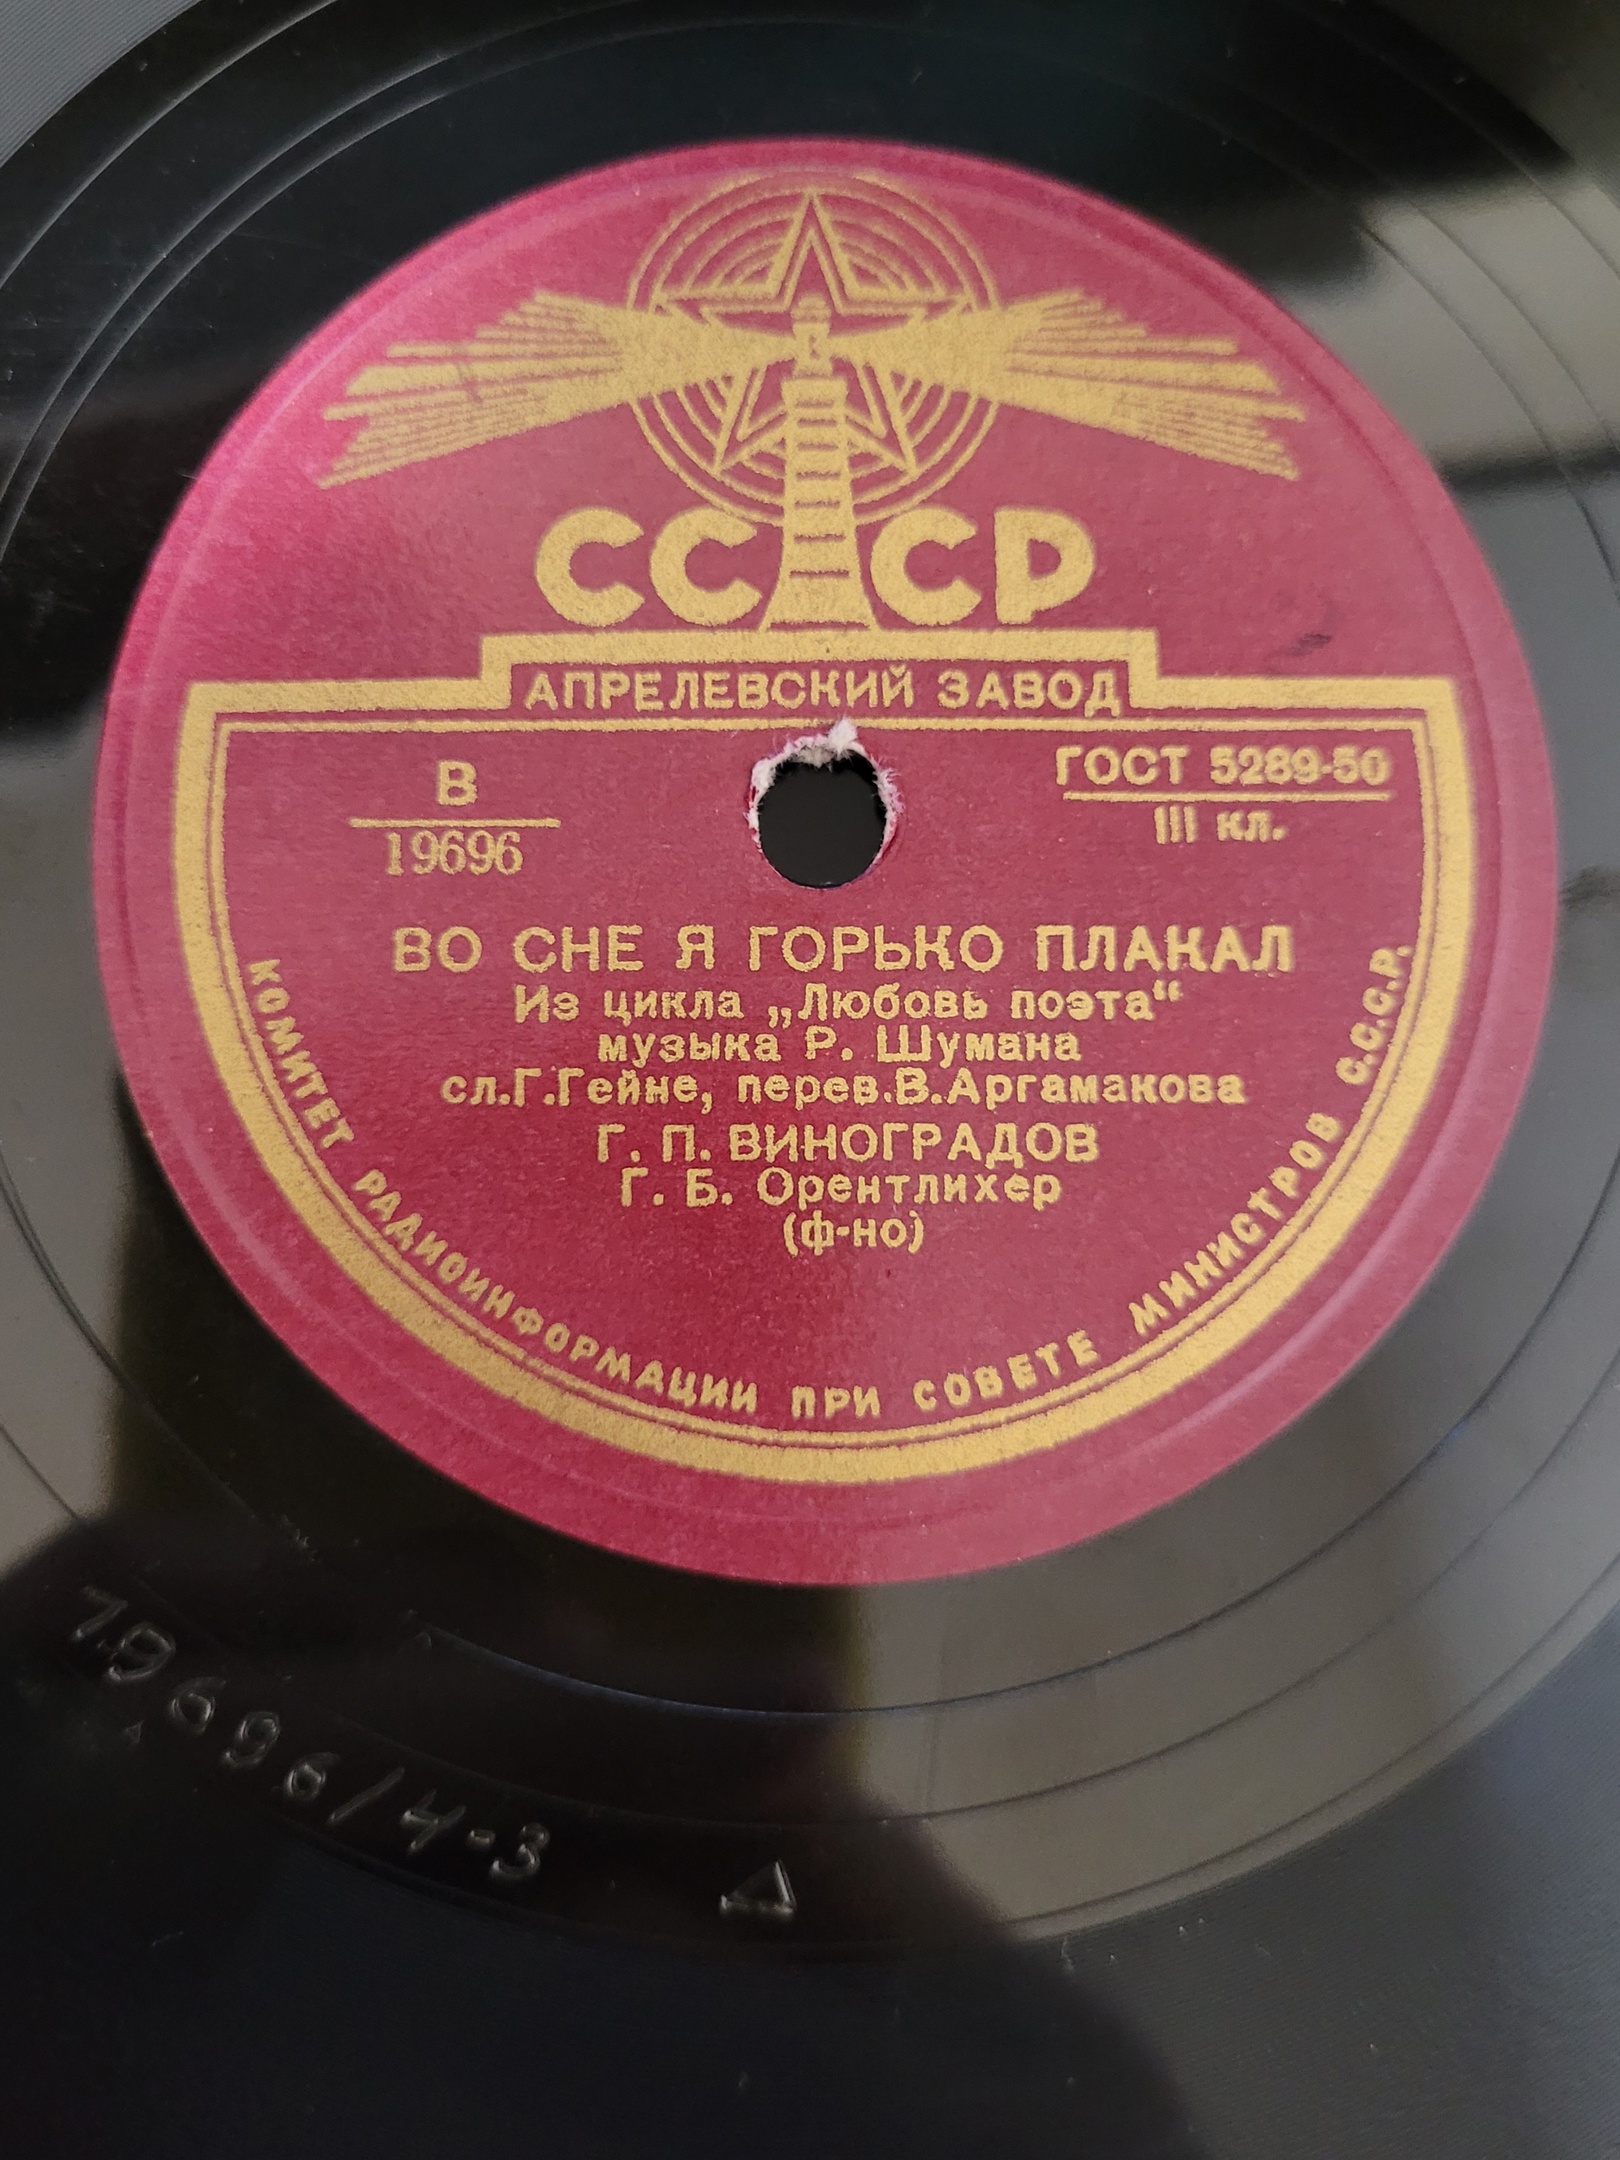 СССР
АПРЕЛЕВСКИЙ ЗАВОД
В
19696
ГОСТ 5289-50
III кл.
ВО СНЕ Я ГОРЬКО ПЛАКАЛ
Из цикла „Любовь поэта“
музыка Р. Шумана
сл.Г.Гейне, перев.В.Аргамакова
Г. П. ВИНОГРАДОВ
Г. Б. Орентлихер
(ф-но)
КОМИТЕТ РАДИОИНФОРМАЦИИ ПРИ СОВЕТЕ МИНИСТРОВ С.С.С.Р.
19696/4-3